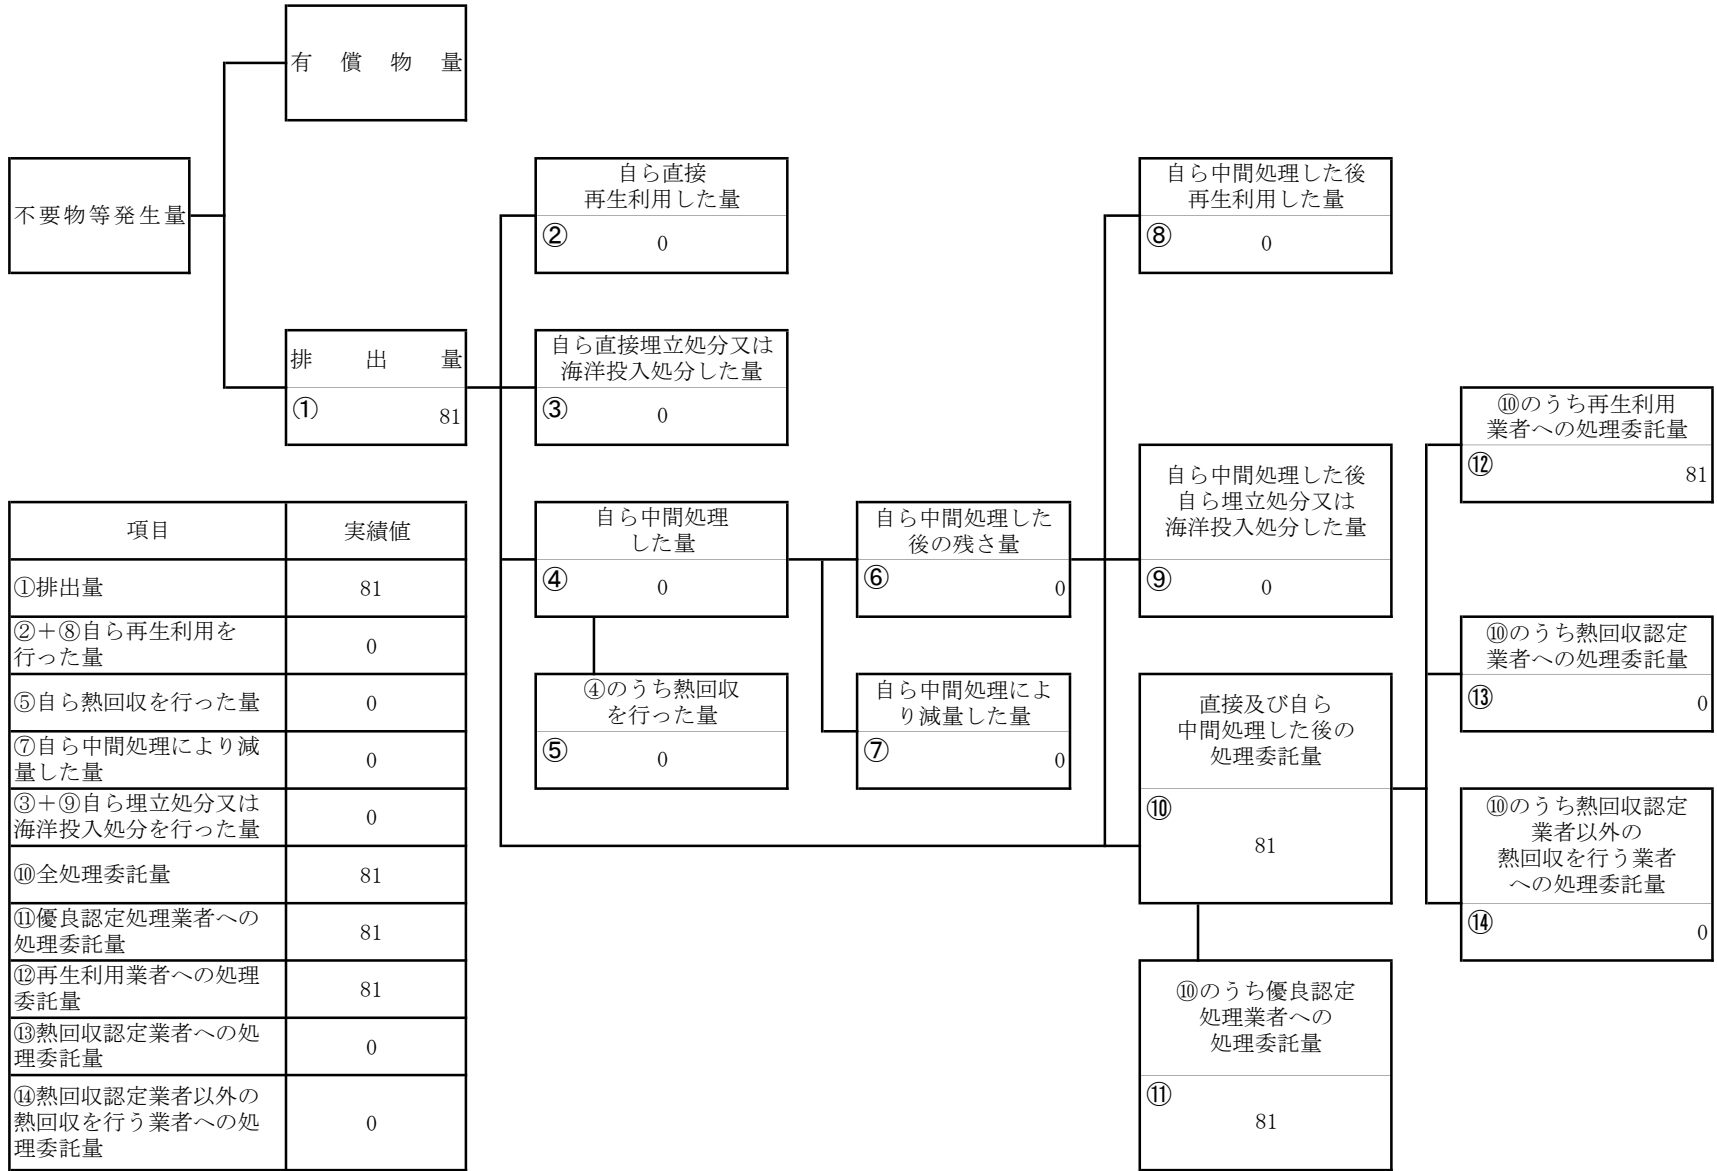 有償物量
不要物等発生量
排出量
①
81
自ら直接
再生利用した量
②
0
自ら直接埋立処分又は
海洋投入処分した量
③
0
自ら中間処理
した量
④
0
④のうち熱回収
を行った量
⑤
0
自ら中間処理した
後の残さ量
⑥
0
自ら中間処理によ
り減量した量
⑦
0
自ら中間処理した後
再生利用した量
⑧
0
自ら中間処理した後
自ら埋立処分又は
海洋投入処分した量
⑨
0
直接及び自ら
中間処理した後の
処理委託量
⑩
81
⑩のうち優良認定
処理業者への
処理委託量
⑪
81
⑩のうち再生利用
業者への処理委託量
⑫
81
⑩のうち熱回収認定
業者への処理委託量
⑬
0
⑩のうち熱回収認定
業者以外の
熱回収を行う業者
への処理委託量
⑭
0
項目 実績値
①排出量 81
②＋⑧自ら再生利用を
行った量 0
⑤自ら熱回収を行った量 0
⑦自ら中間処理により減
量した量 0
③＋⑨自ら埋立処分又は
海洋投入処分を行った量 0
⑩全処理委託量 81
⑪優良認定処理業者への
処理委託量 81
⑫再生利用業者への処理
委託量 81
⑬熱回収認定業者への処
理委託量 0
⑭熱回収認定業者以外の
熱回収を行う業者への処
理委託量 0